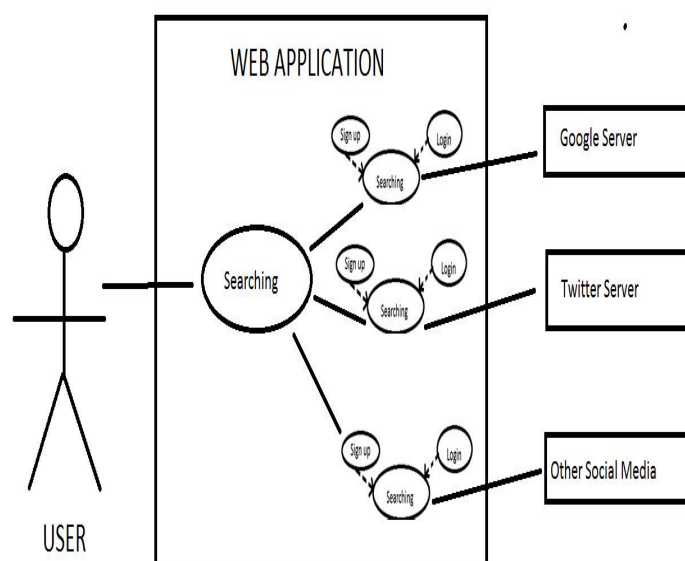 WEB APPLICATION
Sign up
Login
Searching
Google Server
Searching
Sign up
Login
Searching
Twitter Server
Sign up
Login
Searching
Other Social Media
USER